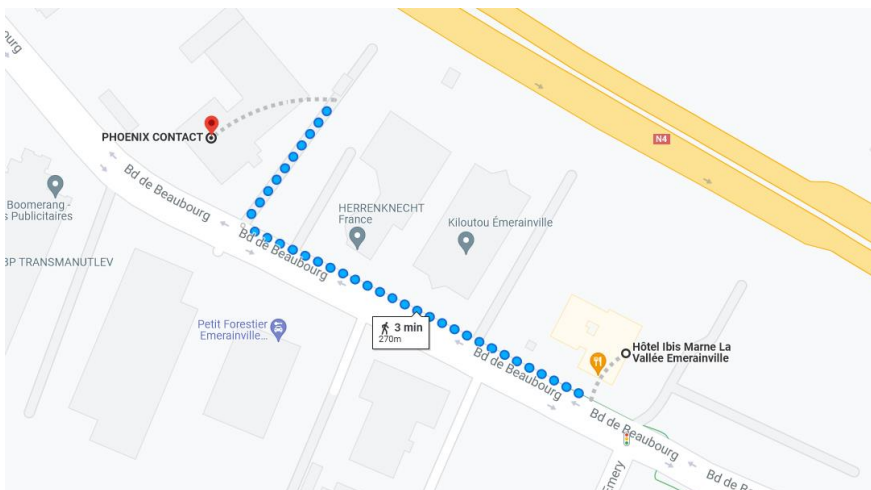 ourg
PHOENIX CONTACT
N4
Bd de Beaubourg
Boomerang -
s Publicitaires
HERRENKNECHT
France
Kiloutou Émerainville
Bd de Beaubourg
BP TRANSMANUTLEV
Petit Forestier
Emerainville...
3 min
270m
Hôtel Ibis Marne La
Vallée Emerainville
Bd de Beaubourg
Bd de Beaubourg
Emery
Bd de B